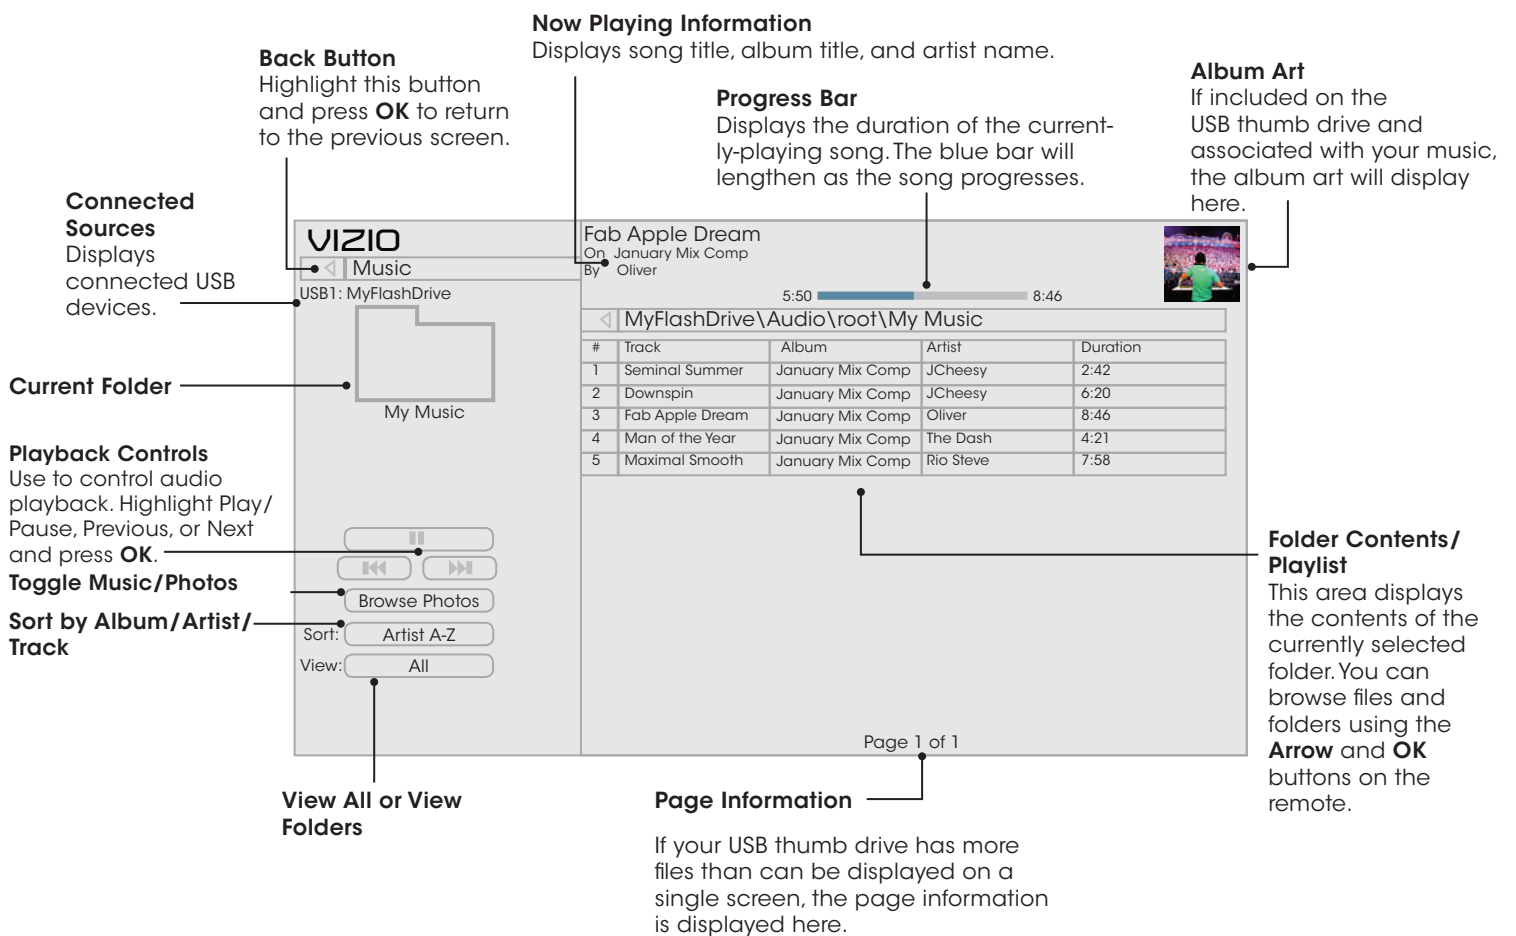 Now Playing Information
Displays song title, album title, and artist name.
Back Button
Highlight this button
and press OK to return
to the previous screen.
Progress Bar
Displays the duration of the current-
ly-playing song. The blue bar will
lengthen as the song progresses.
Album Art
If included on the
USB thumb drive and
associated with your music,
the album art will display
here.
Connected
Sources
Displays
connected USB
devices.
Current Folder
Playback Controls
Use to control audio
playback. Highlight Play/
Pause, Previous, or Next
and press OK.
Toggle Music/Photos
Sort by Album/Artist/
Track
VIZIO
Music
USB1: MyFlashDrive
My Music
Browse Photos
Sort: Artist A-Z
View: All
Fab Apple Dream
On January Mix Comp
By Oliver
5:50 8:46
MyFlashDrive\Audio\root\My Music
# Track Album Artist Duration
1 Seminal Summer January Mix Comp JCheesy 2:42
2 Downspin January Mix Comp JCheesy 6:20
3 Fab Apple Dream January Mix Comp Oliver 8:46
4 Man of the Year January Mix Comp The Dash 4:21
5 Maximal Smooth January Mix Comp Rio Steve 7:58
Page 1 of 1
Folder Contents/
Playlist
This area displays
the contents of the
currently selected
folder. You can
browse files and
folders using the
Arrow and OK
buttons on the
remote.
View All or View
Folders
Page Information
If your USB thumb drive has more
files than can be displayed on a
single screen, the page information
is displayed here.